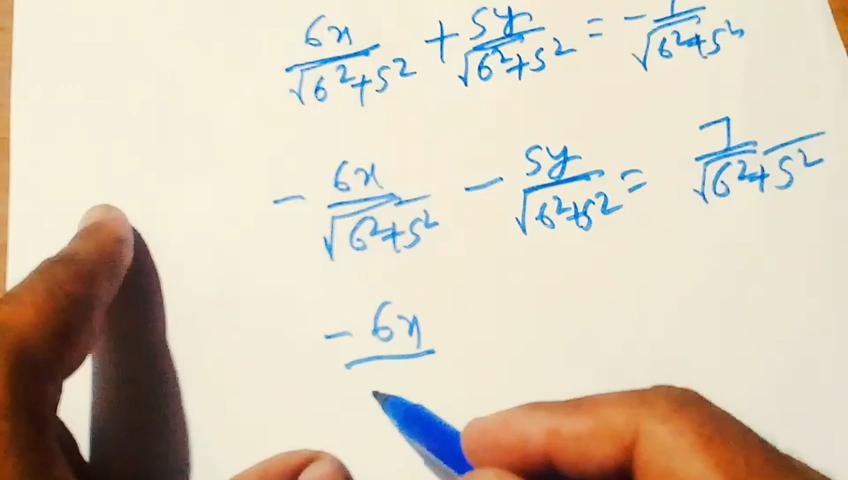 6x/√6²+5² + 5y/√6²+5² = -7/√6²+5²
- 6x/√6²+5² - 5y/√6²+5² = 7/√6²+5²
- 6x